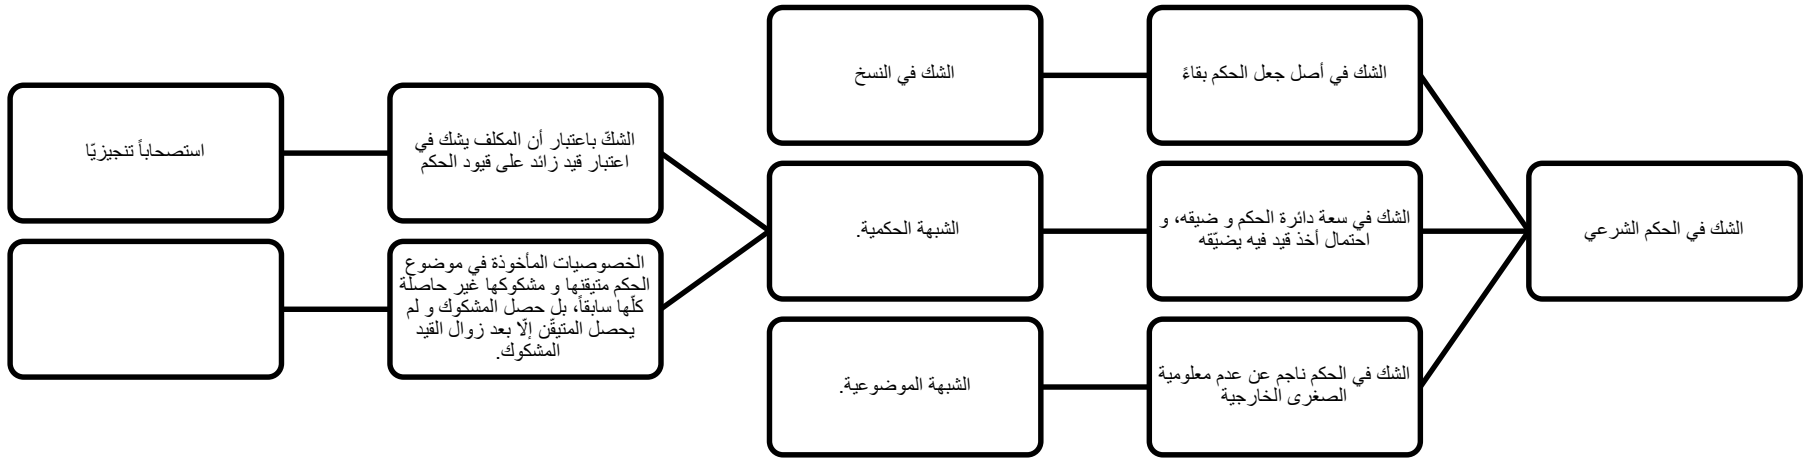 الشك في الحكم الشرعي
الشك في أصل جعل الحكم بقاءً
الشك في النسخ
الشك في سعة دائرة الحكم و ضيقه، و
احتمال أخذ قيد فيه يضيّقه
الشبهة الحكمية.
الشكّ باعتبار أن المكلف يشك في
اعتبار قيد زائد على قيود الحكم
استصحاباً تنجيزيّا
الخصوصيات المأخوذة في موضوع
الحكم متيقنها و مشكوكها غير حاصلة
كلّها سابقاً، بل حصل المشكوك و لم
يحصل المتيقّن إلّا بعد زوال القيد
المشكوك.
الشك في الحكم ناجم عن عدم معلومية
الصغرى الخارجية
الشبهة الموضوعية.